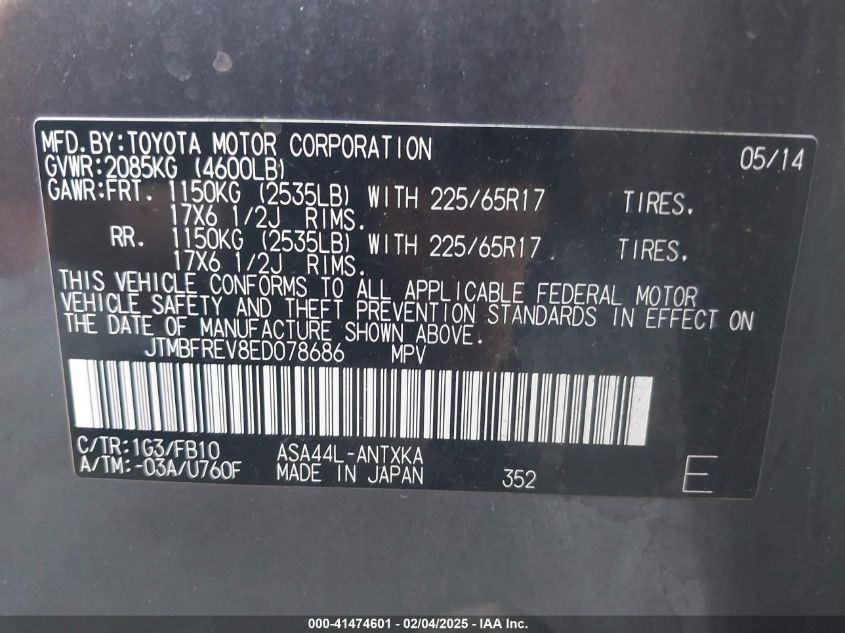 MFD.BY:TOYOTA MOTOR CORPORATION 05/14
GVWR:2085KG (4600LB)
GAWR:FRT. 1150KG (2535LB) WITH 225/65R17 TIRES.
17X6 1/2J RIMS.
RR. 1150KG (2535LB) WITH 225/65R17 TIRES.
17X6 1/2J RIMS.
THIS VEHICLE CONFORMS TO ALL APPLICABLE FEDERAL MOTOR
VEHICLE SAFETY AND THEFT PREVENTION STANDARDS IN EFFECT ON
THE DATE OF MANUFACTURE SHOWN ABOVE.
JTMBFREV8ED078686 MPV
C/TR:1G3/FB10 ASA44L-ANTXKA
A/TM:-03A/U760F MADE IN JAPAN 352 E
000-41474601 - 02/04/2025 - IAA Inc.